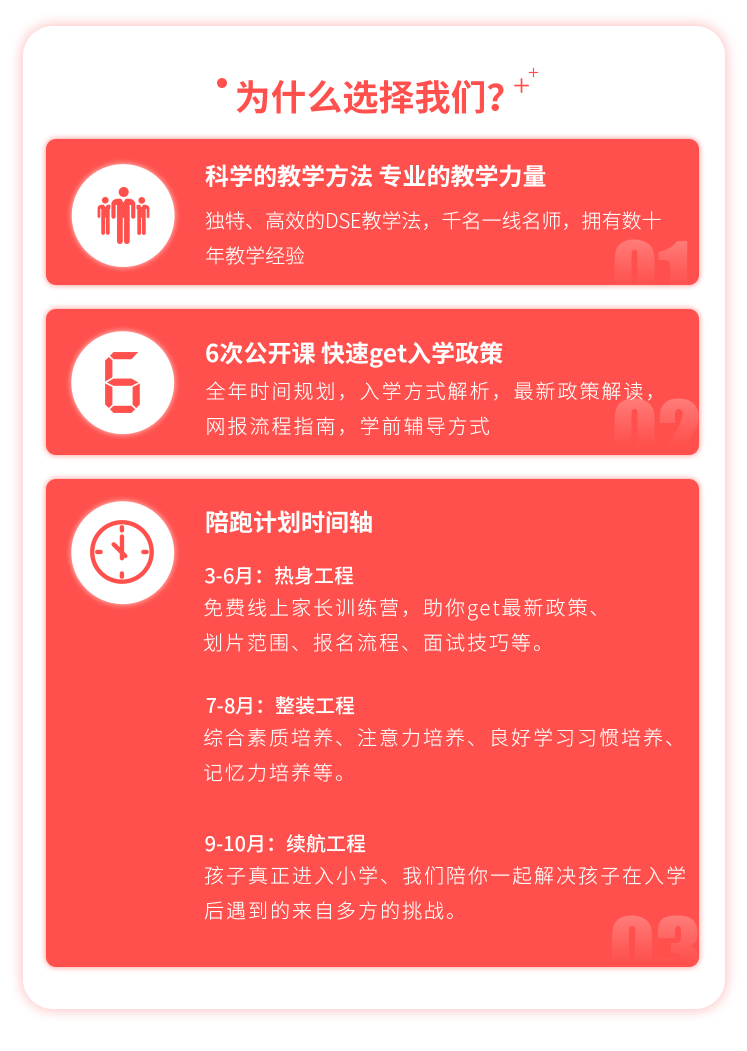 为什么选择我们?
科学的教学方法 专业的教学力量
独特、高效的DSE教学法，千名一线名师，拥有数十
年教学经验
01
6次公开课 快速get入学政策
6
全年时间规划，入学方式解析，最新政策解读，
网报流程指南，学前辅导方式
02
陪跑计划时间轴
3-6月：热身工程
免费线上家长训练营，助你get最新政策、
划片范围、报名流程、面试技巧等。
7-8月：整装工程
综合素质培养、注意力培养、良好学习习惯培养、
记忆力培养等。
9-10月：续航工程
孩子真正进入小学、我们陪你一起解决孩子在入学
后遇到的来自多方的挑战。
03